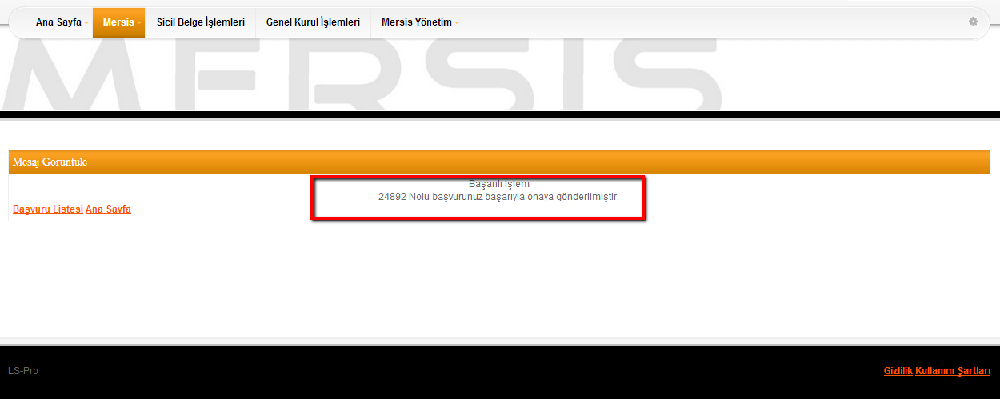 Ana Sayfa Mersis Sicil Belge İşlemleri Genel Kurul İşlemleri Mersis Yönetim
MERSIS
Mesaj Goruntule
Başarılı İşlem
24892 Nolu başvurunuz başarıyla onaya gönderilmiştir.
Başvuru Listesi Ana Sayfa
LS-Pro Gizlilik Kullanım Şartları